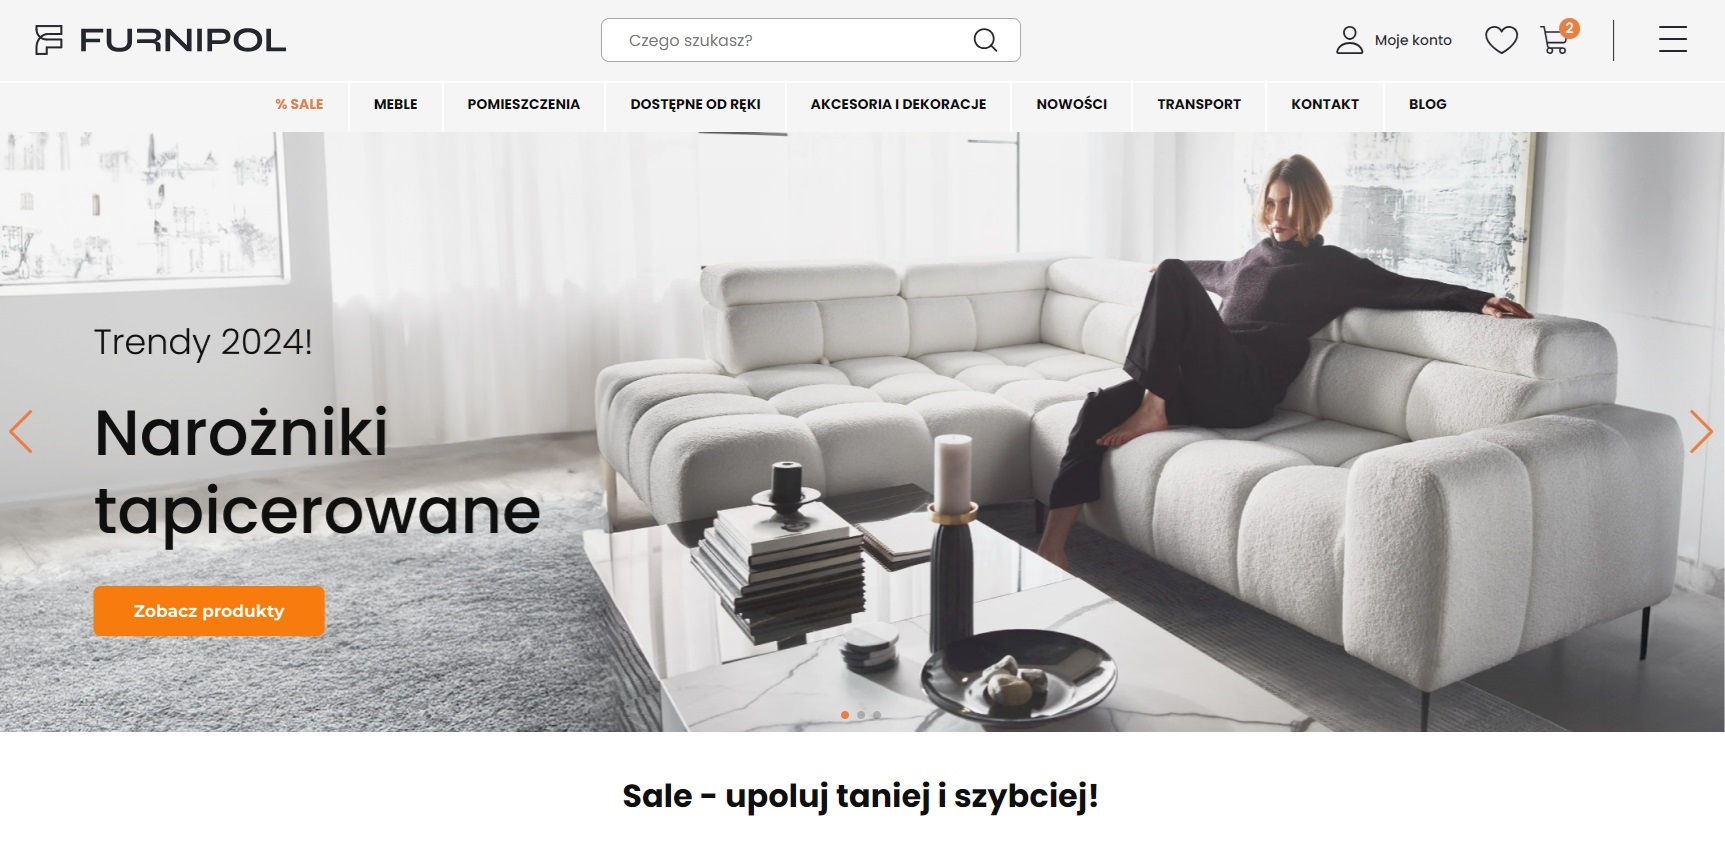 FURNIPOL
Czego szukasz?
Moje konto
2
% SALE
MEBLE
POMIESZCZENIA
DOSTĘPNE OD RĘKI
AKCESORIA I DEKORACJE
NOWOŚCI
TRANSPORT
KONTAKT
BLOG
Trendy 2024!
Narożniki
tapicerowane
Zobacz produkty
Sale - upoluj taniej i szybciej!